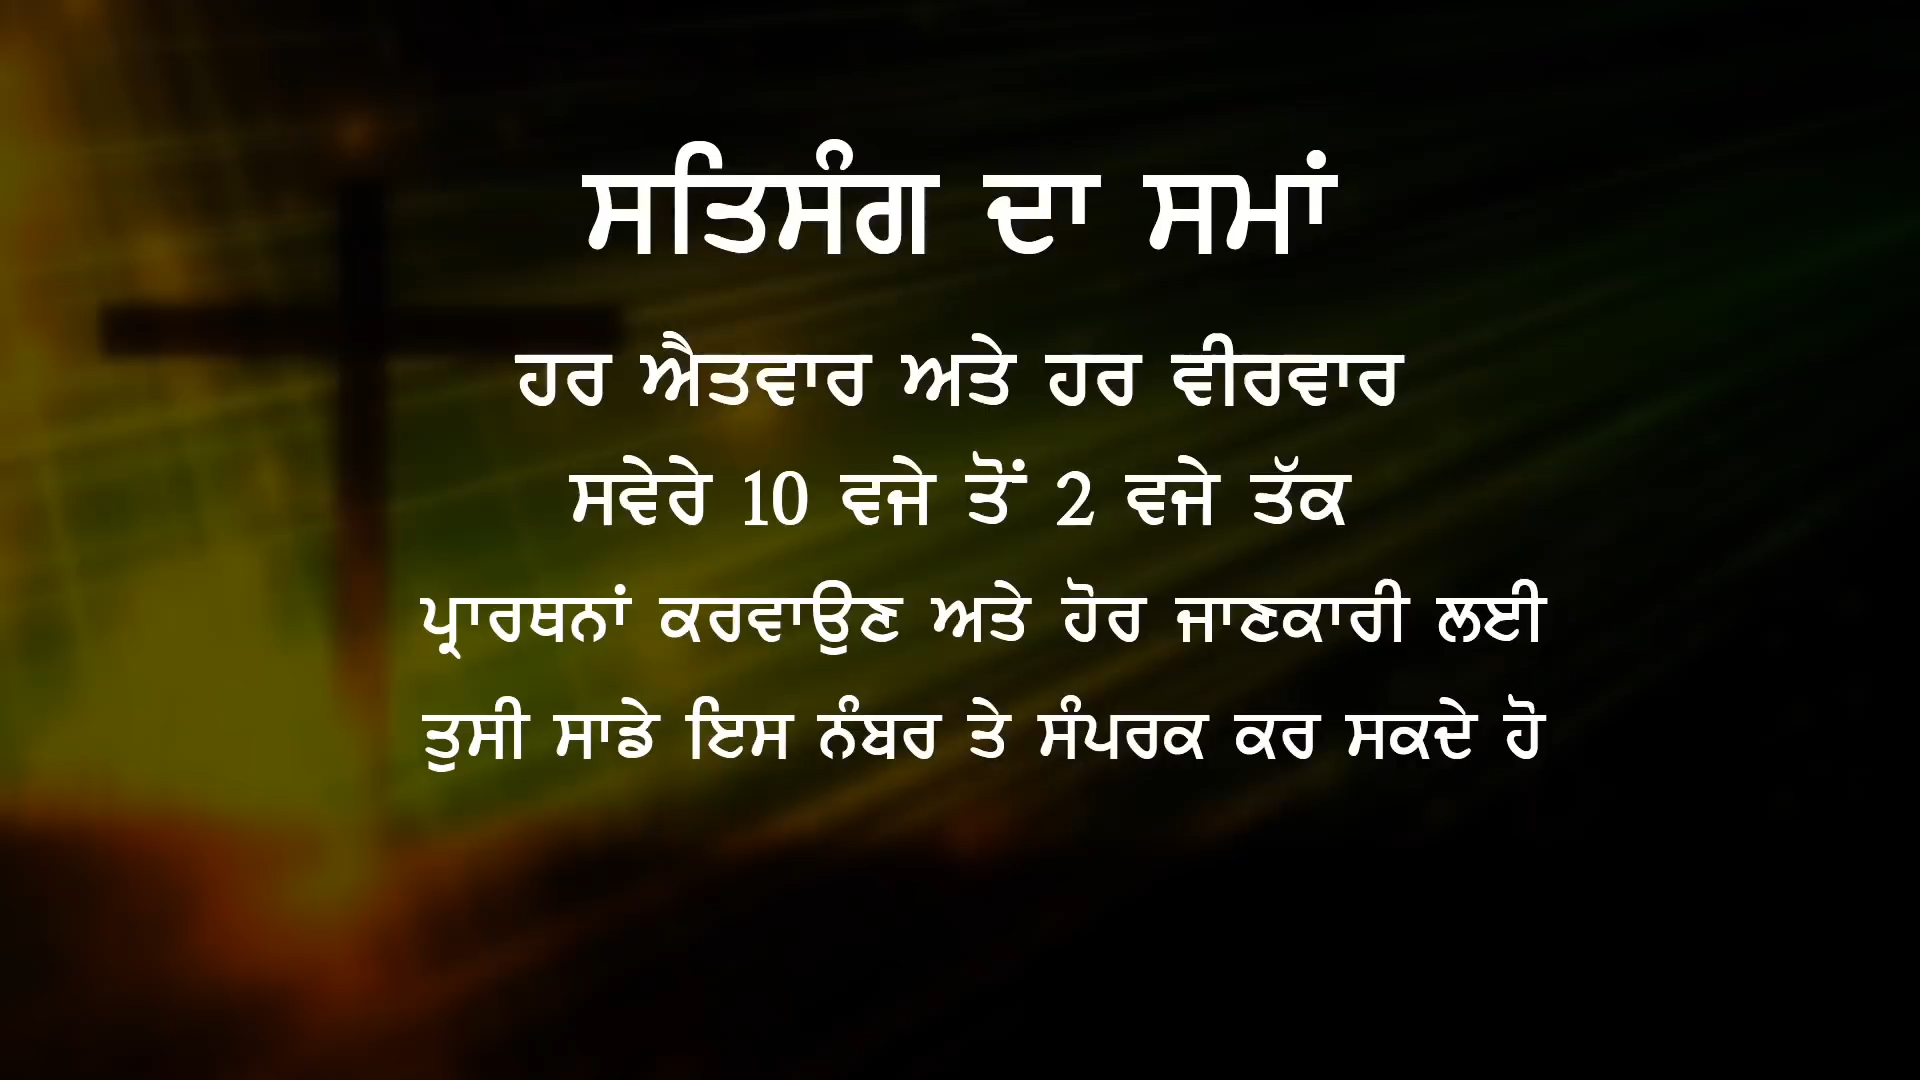 ਸਤਿਸੰਗ ਦਾ ਸਮਾਂ
ਹਰ ਐਤਵਾਰ ਅਤੇ ਹਰ ਵੀਰਵਾਰ
ਸਵੇਰੇ 10 ਵਜੇ ਤੋਂ 2 ਵਜੇ ਤੱਕ
ਪ੍ਰਾਰਥਨਾਂ ਕਰਵਾਉਣ ਅਤੇ ਹੋਰ ਜਾਣਕਾਰੀ ਲਈ
ਤੁਸੀ ਸਾਡੇ ਇਸ ਨੰਬਰ ਤੇ ਸੰਪਰਕ ਕਰ ਸਕਦੇ ਹੋ